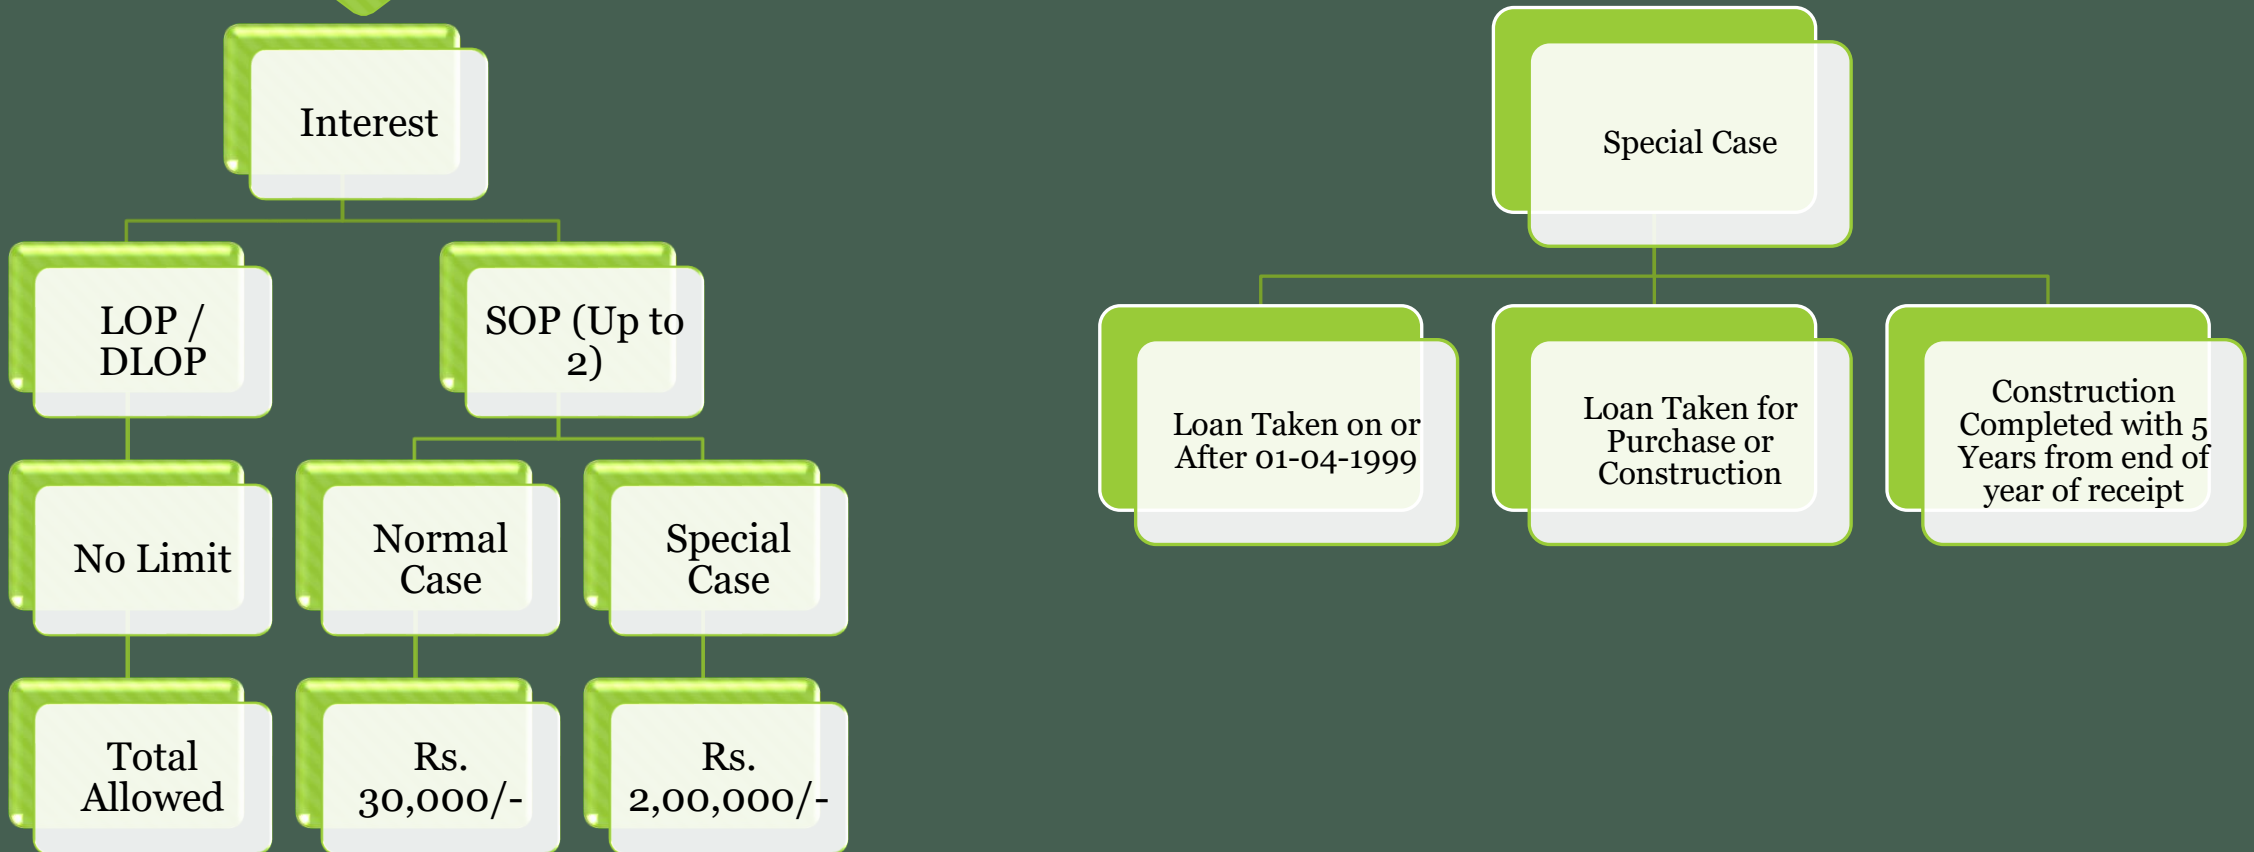 Interest
LOP /
DLOP
SOP (Up to
2)
No Limit
Normal
Case
Special
Case
Total
Allowed
Rs.
30,000/-
Rs.
2,00,000/-
Special Case
Loan Taken on or
After 01-04-1999
Loan Taken for
Purchase or
Construction
Construction
Completed with 5
Years from end of
year of receipt